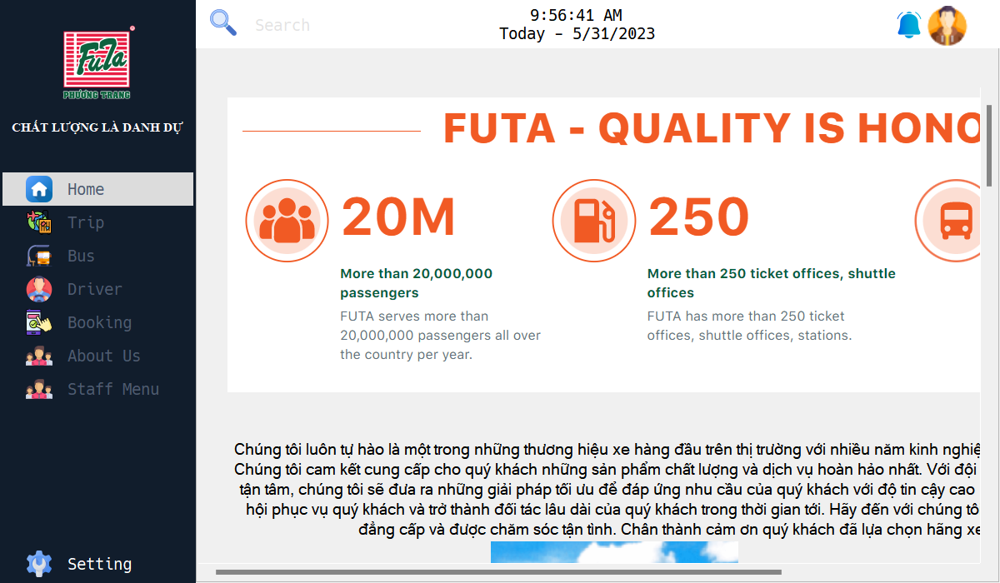 FuTa
PHƯƠNG TRANG
CHẤT LƯỢNG LÀ DANH DỰ
Home
Trip
Bus
Driver
Booking
About Us
Staff Menu
Setting
Search
9:56:41 AM
Today - 5/31/2023
FUTA - QUALITY IS HONO
20M
More than 20,000,000
passengers
FUTA serves more than
20,000,000 passengers all over
the country per year.
250
More than 250 ticket offices, shuttle
offices
FUTA has more than 250 ticket
offices, shuttle offices, stations.
Chúng tôi luôn tự hào là một trong những thương hiệu xe hàng đầu trên thị trường với nhiều năm kinh nghiệ
Chúng tôi cam kết cung cấp cho quý khách những sản phẩm chất lượng và dịch vụ hoàn hảo nhất. Với đội
tận tâm, chúng tôi sẽ đưa ra những giải pháp tối ưu để đáp ứng nhu cầu của quý khách với độ tin cậy cao
hội phục vụ quý khách và trở thành đối tác lâu dài của quý khách trong thời gian tới. Hãy đến với chúng tô
đẳng cấp và được chăm sóc tận tình. Chân thành cảm ơn quý khách đã lựa chọn hãng xe